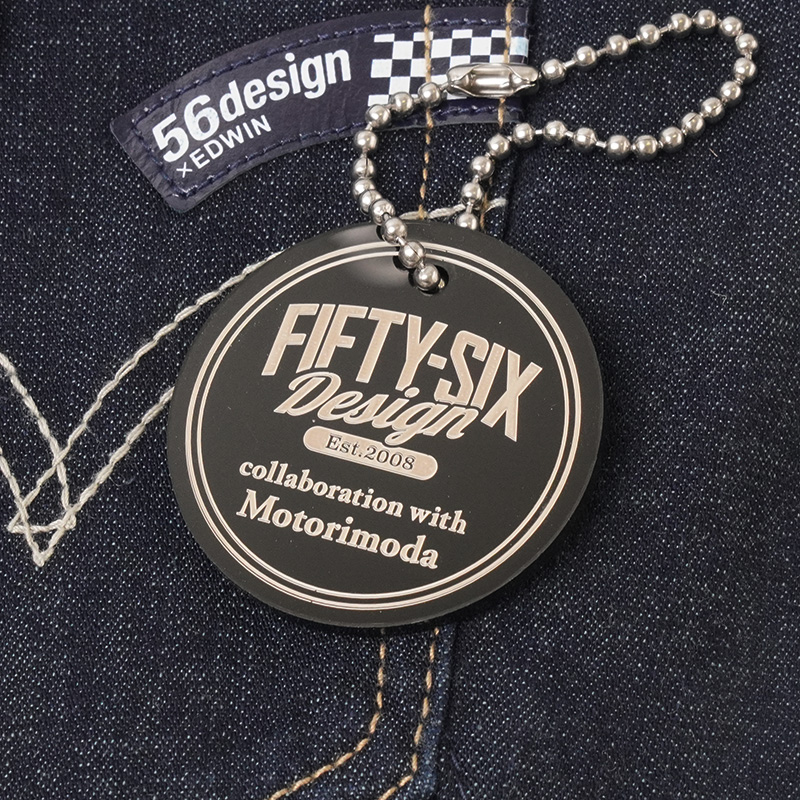 56design
×EDWIN
FIFTY-SIX
Design
Est.2008
collaboration with
Motorimoda